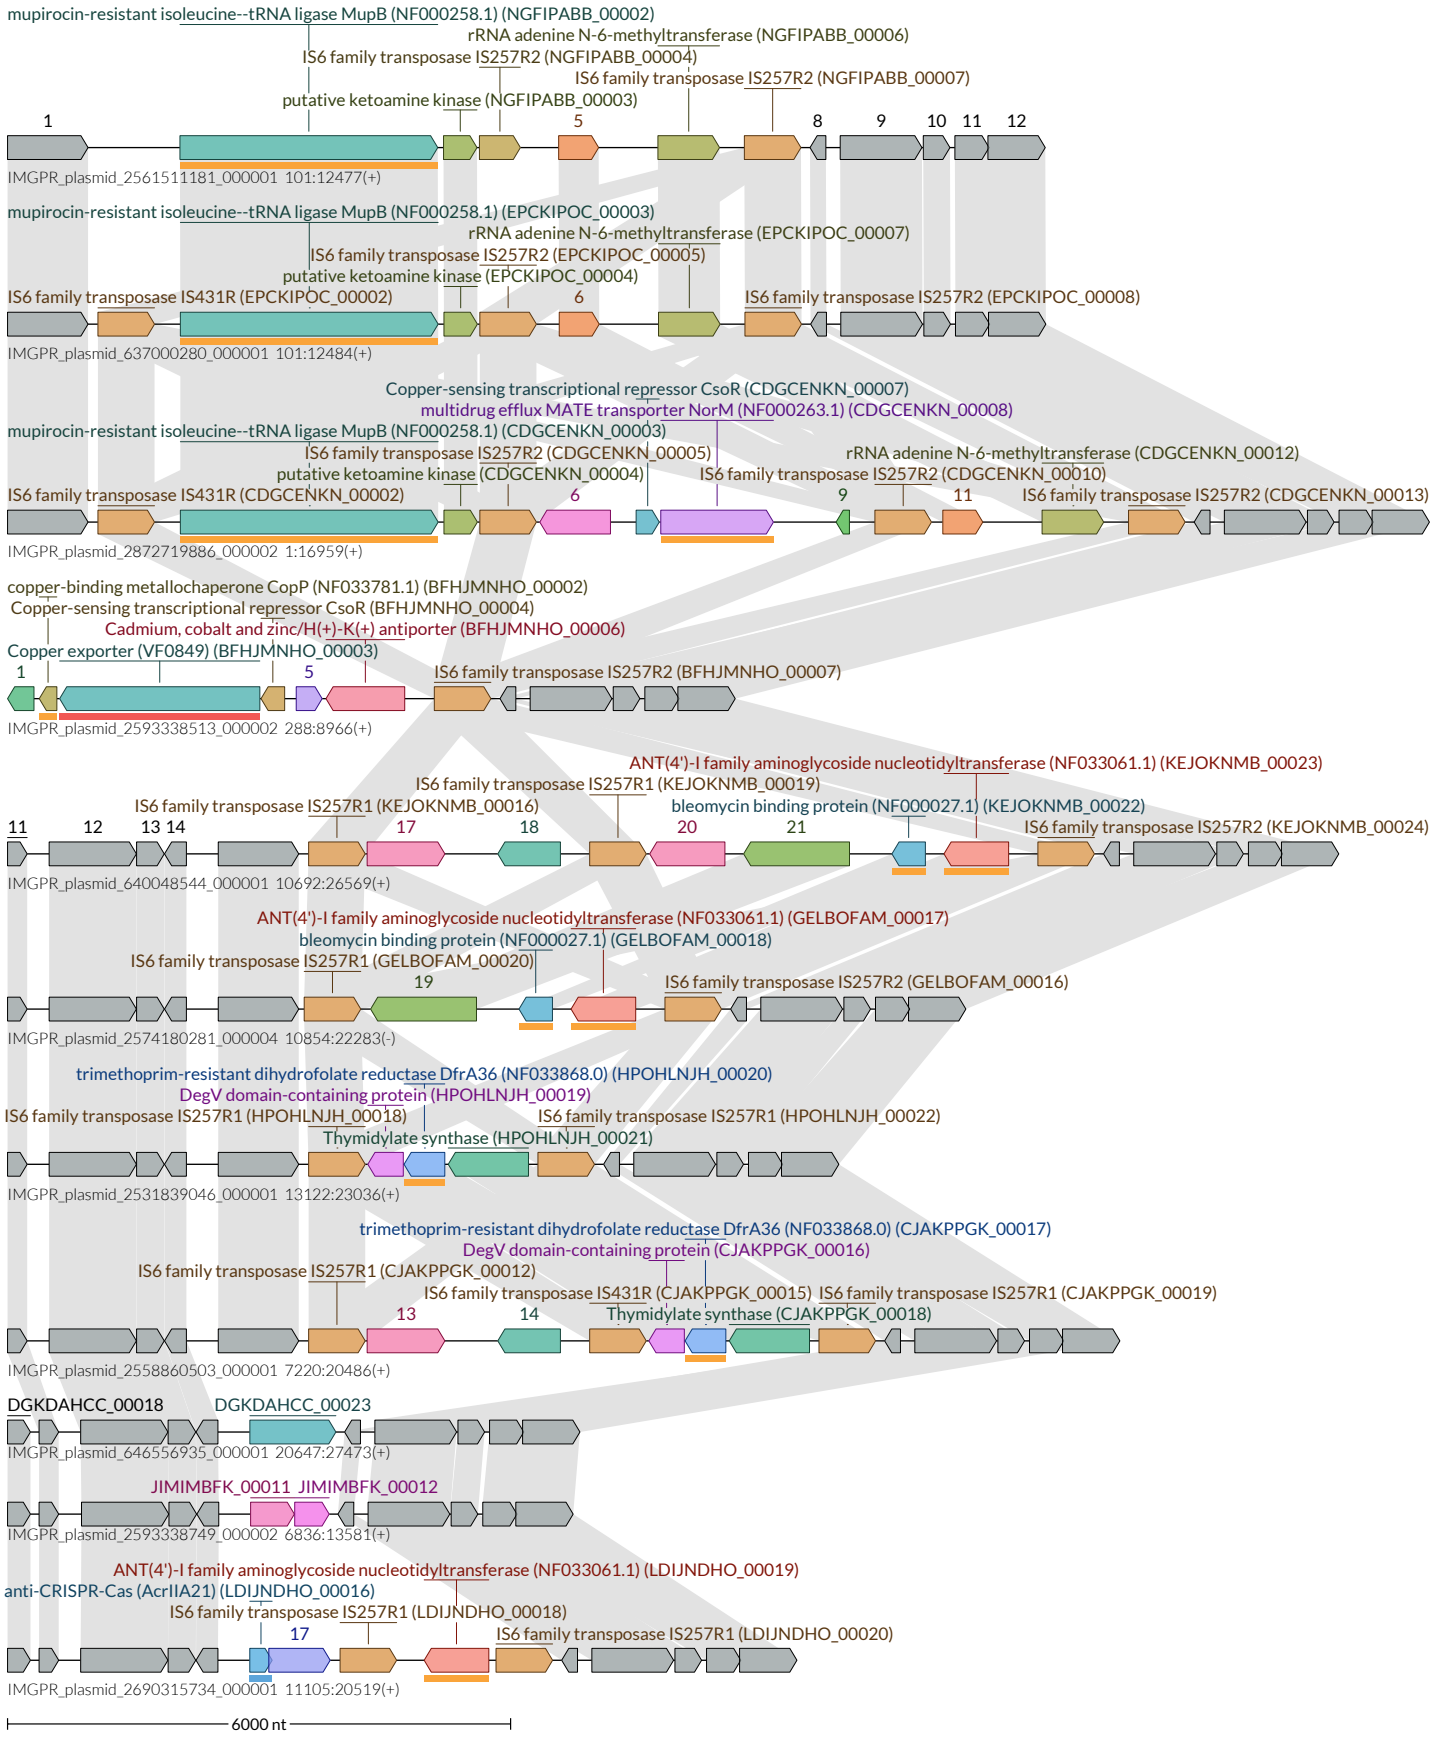 mupirocin-resistant isoleucine--tRNA ligase MupB (NF000258.1) (NGFIPABB_00002)
rRNA adenine N-6-methyltransferase (NGFIPABB_00006)
IS6 family transposase IS257R2 (NGFIPABB_00004)
IS6 family transposase IS257R2 (NGFIPABB_00007)
putative ketoamine kinase (NGFIPABB_00003)
1 5 8 9 10 11 12
IMGPR_plasmid_2561511181_000001 101:12477(+)
mupirocin-resistant isoleucine--tRNA ligase MupB (NF000258.1) (EPCKIPOC_00003)
rRNA adenine N-6-methyltransferase (EPCKIPOC_00007)
IS6 family transposase IS257R2 (EPCKIPOC_00005)
putative ketoamine kinase (EPCKIPOC_00004)
IS6 family transposase IS431R (EPCKIPOC_00002) 6 IS6 family transposase IS257R2 (EPCKIPOC_00008)
IMGPR_plasmid_637000280_000001 101:12484(+)
Copper-sensing transcriptional repressor CsoR (CDGCENKN_00007)
multidrug efflux MATE transporter NorM (NF000263.1) (CDGCENKN_00008)
mupirocin-resistant isoleucine--tRNA ligase MupB (NF000258.1) (CDGCENKN_00003)
IS6 family transposase IS257R2 (CDGCENKN_00005) rRNA adenine N-6-methyltransferase (CDGCENKN_00012)
putative ketoamine kinase (CDGCENKN_00004) IS6 family transposase IS257R2 (CDGCENKN_00010)
IS6 family transposase IS431R (CDGCENKN_00002) 6 9 11 IS6 family transposase IS257R2 (CDGCENKN_00013)
IMGPR_plasmid_2872719886_000002 1:16959(+)
copper-binding metallochaperone CopP (NF033781.1) (BFHJMNHO_00002)
Copper-sensing transcriptional repressor CsoR (BFHJMNHO_00004)
Cadmium, cobalt and zinc/H(+)-K(+) antiporter (BFHJMNHO_00006)
Copper exporter (VF0849) (BFHJMNHO_00003)
1 5 IS6 family transposase IS257R2 (BFHJMNHO_00007)
IMGPR_plasmid_2593338513_000002 288:8966(+)
ANT(4')-I family aminoglycoside nucleotidyltransferase (NF033061.1) (KEJOKNMB_00023)
IS6 family transposase IS257R1 (KEJOKNMB_00019)
IS6 family transposase IS257R1 (KEJOKNMB_00016) bleomycin binding protein (NF000027.1) (KEJOKNMB_00022)
11 12 13 14 17 18 20 21 IS6 family transposase IS257R2 (KEJOKNMB_00024)
IMGPR_plasmid_640048544_000001 10692:26569(+)
ANT(4')-I family aminoglycoside nucleotidyltransferase (NF033061.1) (GELBOFAM_00017)
bleomycin binding protein (NF000027.1) (GELBOFAM_00018)
IS6 family transposase IS257R1 (GELBOFAM_00020)
19 IS6 family transposase IS257R2 (GELBOFAM_00016)
IMGPR_plasmid_2574180281_000004 10854:22283(-)
trimethoprim-resistant dihydrofolate reductase DfrA36 (NF033868.0) (HPOHLNJH_00020)
DegV domain-containing protein (HPOHLNJH_00019)
IS6 family transposase IS257R1 (HPOHLNJH_00018) IS6 family transposase IS257R1 (HPOHLNJH_00022)
Thymidylate synthase (HPOHLNJH_00021)
IMGPR_plasmid_2531839046_000001 13122:23036(+)
trimethoprim-resistant dihydrofolate reductase DfrA36 (NF033868.0) (CJAKPPGK_00017)
DegV domain-containing protein (CJAKPPGK_00016)
IS6 family transposase IS257R1 (CJAKPPGK_00012)
IS6 family transposase IS431R (CJAKPPGK_00015) IS6 family transposase IS257R1 (CJAKPPGK_00019)
13 14 Thymidylate synthase (CJAKPPGK_00018)
IMGPR_plasmid_2558860503_000001 7220:20486(+)
DGKDAHCC_00018 DGKDAHCC_00023
IMGPR_plasmid_646556935_000001 20647:27473(+)
JIMIMBFK_00011 JIMIMBFK_00012
IMGPR_plasmid_2593338749_000002 6836:13581(+)
ANT(4')-I family aminoglycoside nucleotidyltransferase (NF033061.1) (LDIJNDHO_00019)
anti-CRISPR-Cas (AcrIIA21) (LDIJNDHO_00016)
IS6 family transposase IS257R1 (LDIJNDHO_00018)
17 IS6 family transposase IS257R1 (LDIJNDHO_00020)
IMGPR_plasmid_2690315734_000001 11105:20519(+)
6000 nt